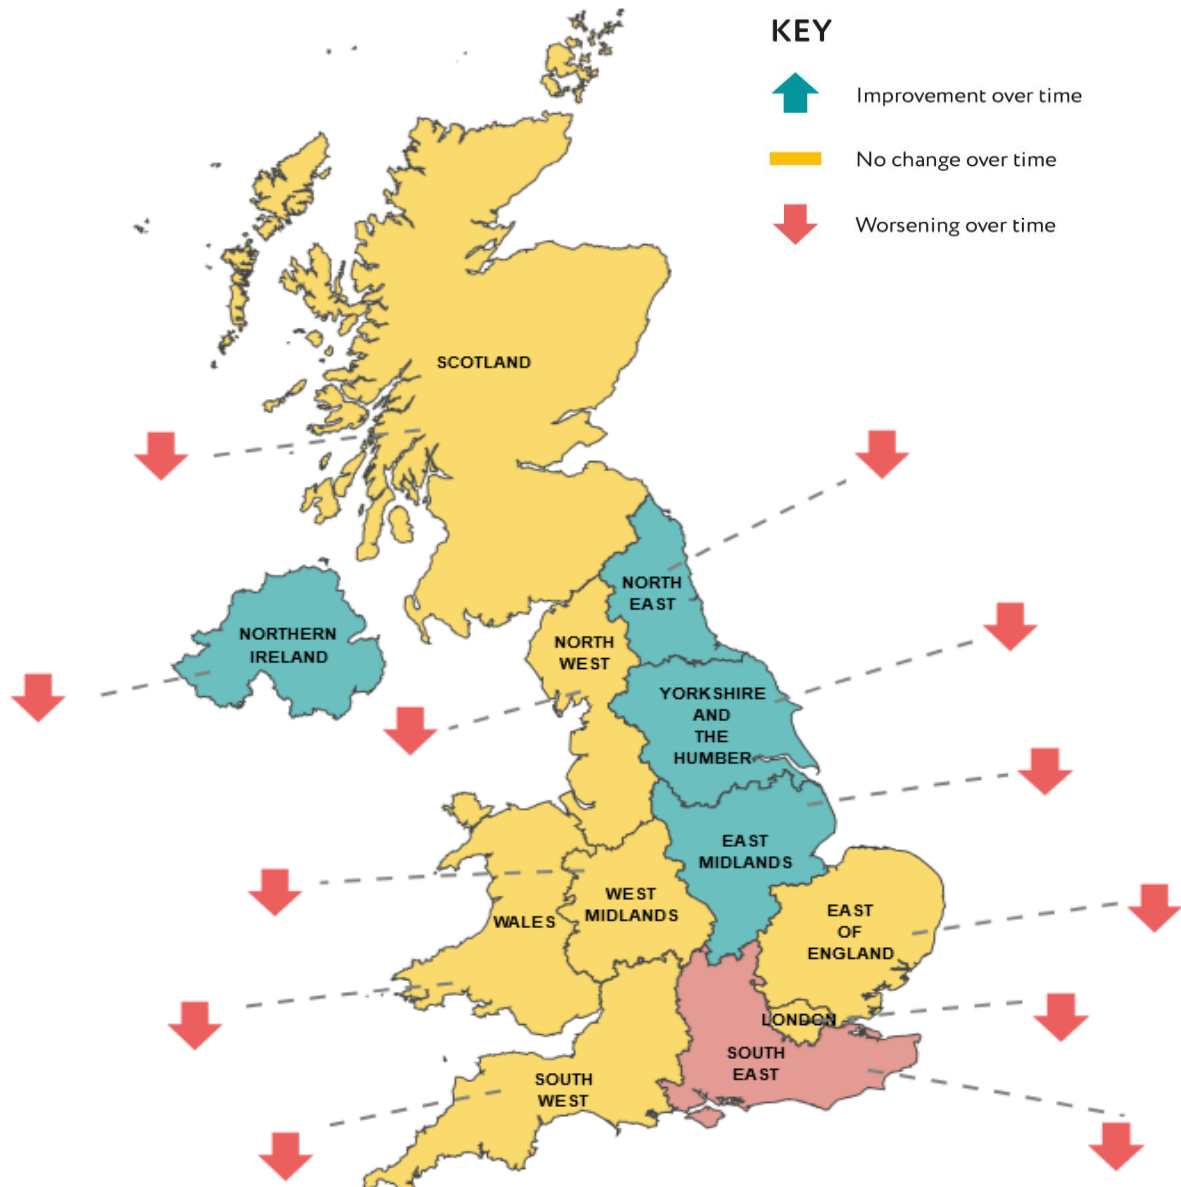 KEY
Improvement over time
No change over time
Worsening over time
SCOTLAND
NORTH
EAST
NORTHERN
IRELAND
NORTH
WEST
YORKSHIRE
AND
THE
HUMBER
EAST
MIDLANDS
WEST
MIDLANDS
WALES
EAST
OF
ENGLAND
LONDON
SOUTH
EAST
SOUTH
WEST